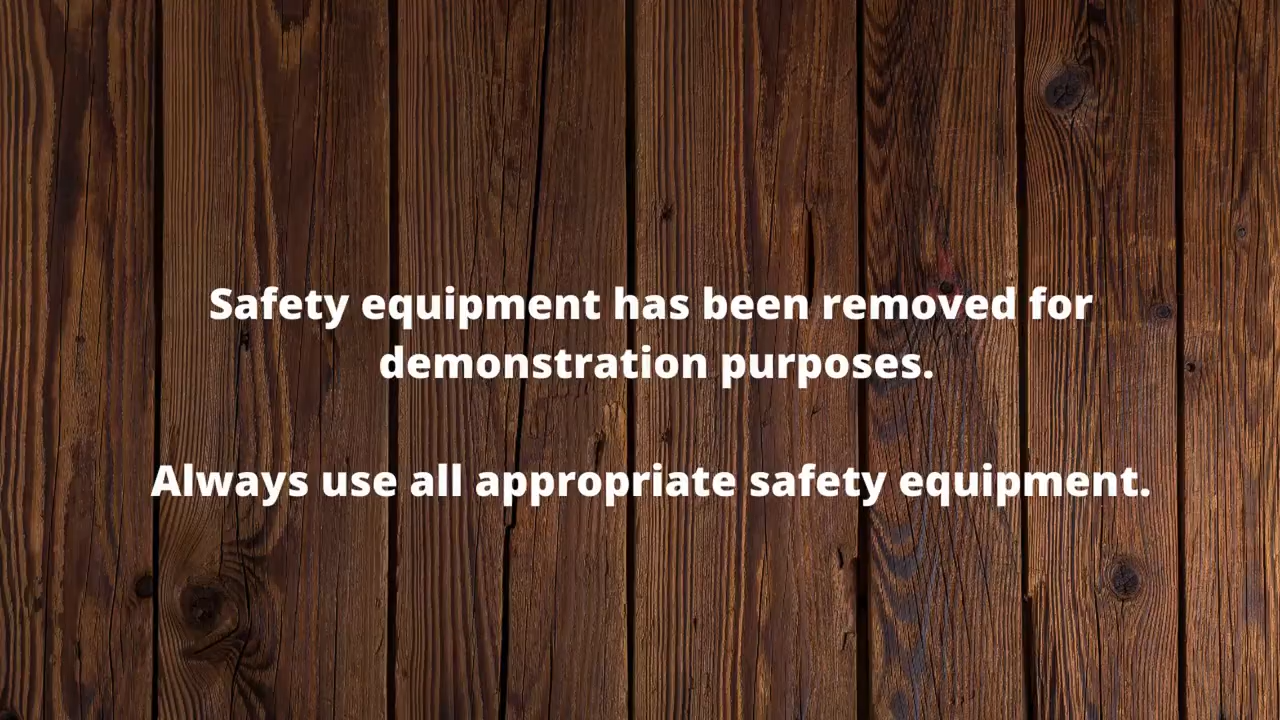 Safety equipment has been removed for
demonstration purposes.
Always use all appropriate safety equipment.